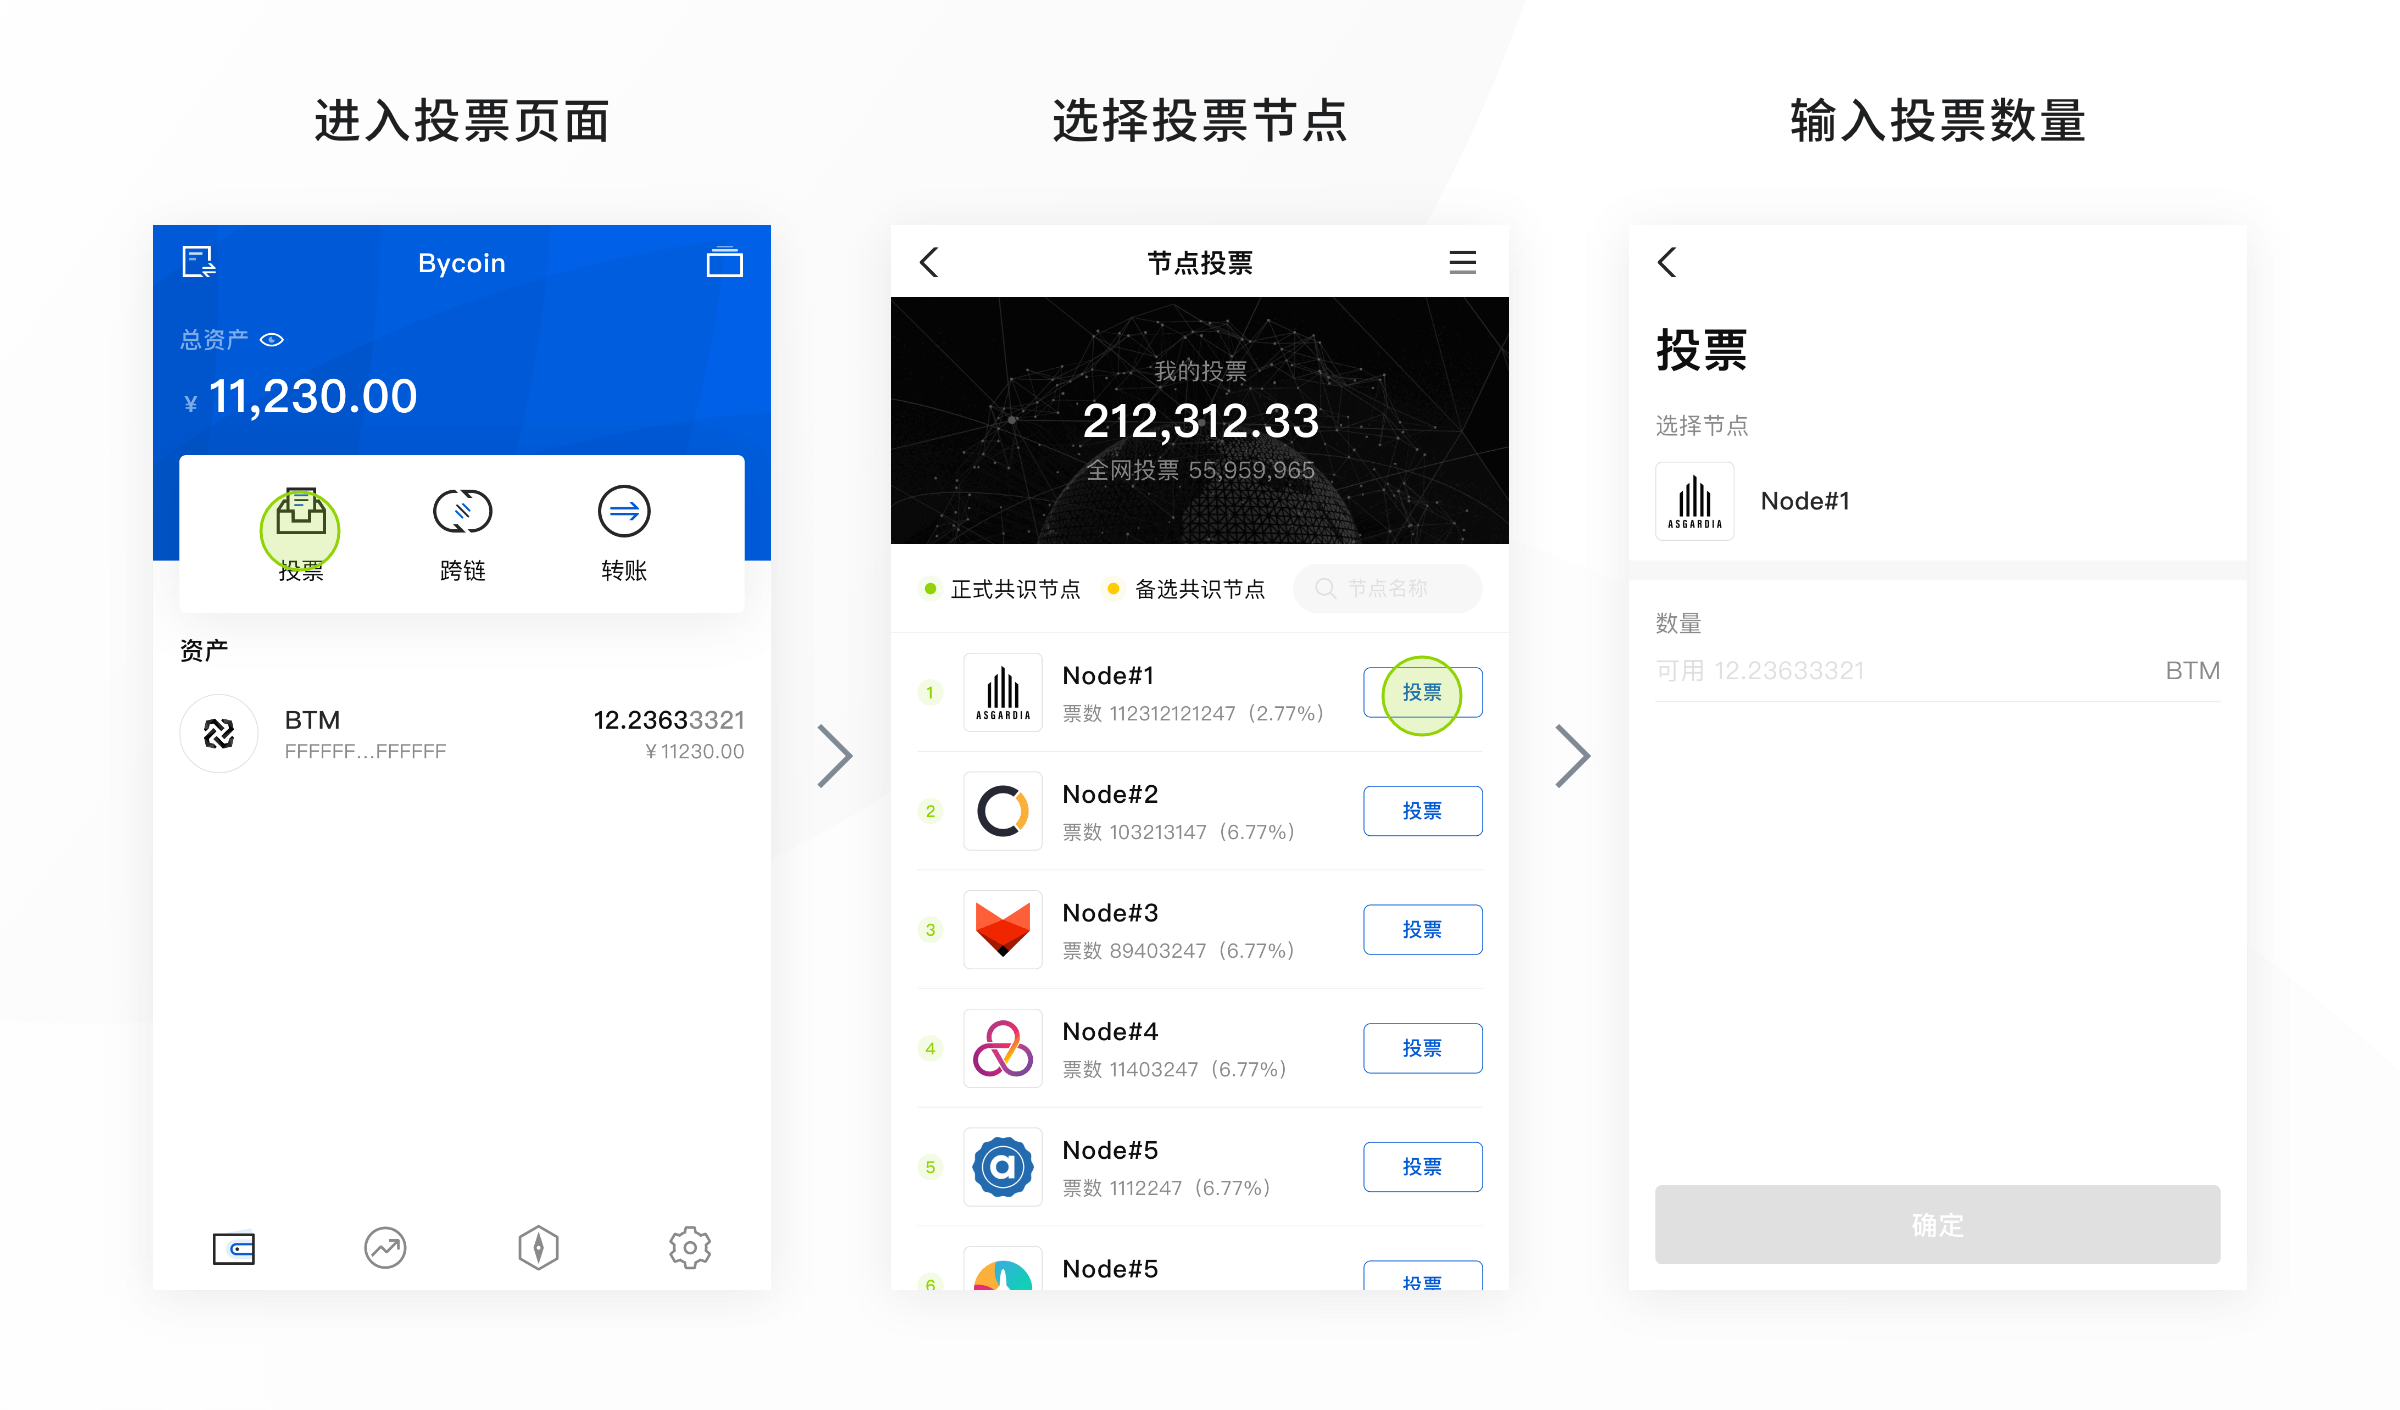 进入投票页面
选择投票节点
输入投票数量
Bycoin
总资产
¥ 11,230.00
投票
跨链
转账
资产
BTM
12.23633321
FFFFFF...FFFFFF
¥11230.00
节点投票
我的投票
212,312.33
全网投票 55,959,965
正式共识节点
备选共识节点
节点名称
1
ASGARDIA
Node#1
票数 112312121247（2.77%）
投票
2
Node#2
票数 103213147（6.77%）
投票
3
Node#3
票数 89403247（6.77%）
投票
4
Node#4
票数 11403247（6.77%）
投票
5
a
Node#5
票数 1112247（6.77%）
投票
6
Node#5
投票
投票
选择节点
ASGARDIA
Node#1
数量
可用 12.23633321
BTM
确定